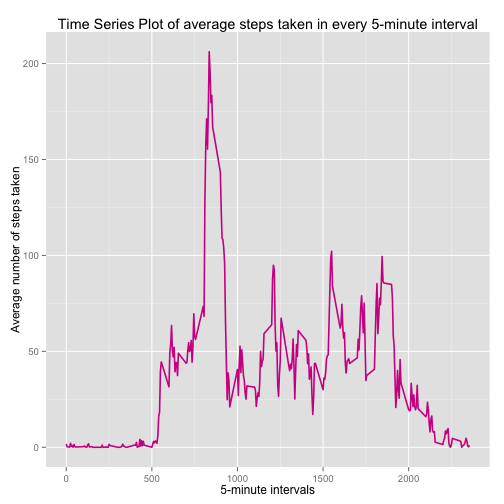 Time Series Plot of average steps taken in every 5-minute interval
Average number of steps taken
200
150
100
50
0
0 500 1000 1500 2000
5-minute intervals